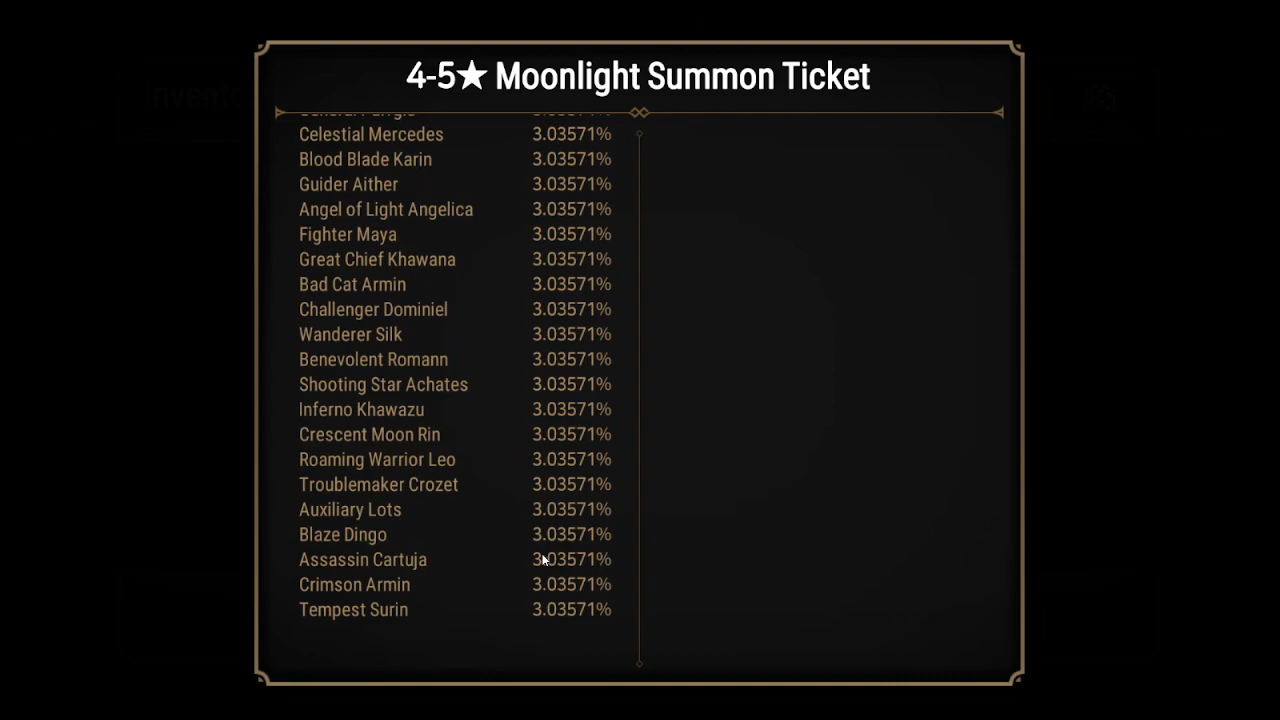 4-5★ Moonlight Summon Ticket
Celestial Mercedes 3.03571%
Blood Blade Karin 3.03571%
Guider Aither 3.03571%
Angel of Light Angelica 3.03571%
Fighter Maya 3.03571%
Great Chief Khawana 3.03571%
Bad Cat Armin 3.03571%
Challenger Dominiel 3.03571%
Wanderer Silk 3.03571%
Benevolent Romann 3.03571%
Shooting Star Achates 3.03571%
Inferno Khawazu 3.03571%
Crescent Moon Rin 3.03571%
Roaming Warrior Leo 3.03571%
Troublemaker Crozet 3.03571%
Auxiliary Lots 3.03571%
Blaze Dingo 3.03571%
Assassin Cartuja 3.03571%
Crimson Armin 3.03571%
Tempest Surin 3.03571%